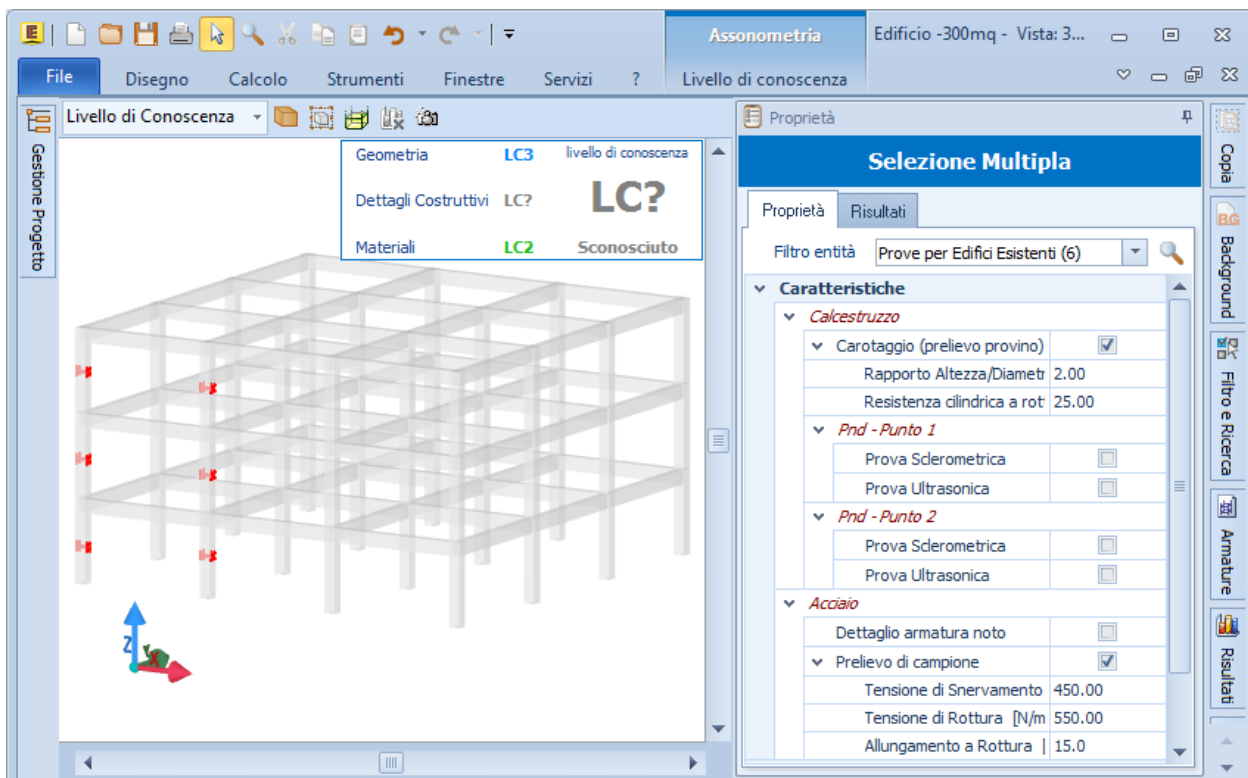 Assonometria
Edificio -300mq - Vista: 3...
File Disegno Calcolo Strumenti Finestre Servizi ? Livello di conoscenza
Livello di Conoscenza
Gestione Progetto
Geometria LC3 livello di conoscenza
Dettagli Costruttivi LC? LC?
Materiali LC2 Sconosciuto
Z
Proprietà
Selezione Multipla
Proprietà Risultati
Filtro entità Prove per Edifici Esistenti (6)
Caratteristiche
Calcestruzzo
Carotaggio (prelievo provino)
Rapporto Altezza/Diametr 2.00
Resistenza cilindrica a rott 25.00
Pnd - Punto 1
Prova Sclerometrica
Prova Ultrasonica
Pnd - Punto 2
Prova Sclerometrica
Prova Ultrasonica
Acciaio
Dettaglio armatura noto
Prelievo di campione
Tensione di Snervamento 450.00
Tensione di Rottura [N/m 550.00
Allungamento a Rottura | 15.0
Copia
BG
Background
Filtro e Ricerca
Armature
Risultati